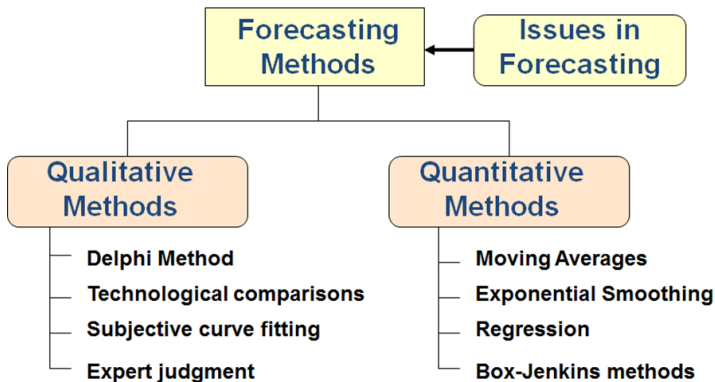 Forecasting
Methods
Issues in
Forecasting
Qualitative
Methods
Delphi Method
Technological comparisons
Subjective curve fitting
Expert judgment
Quantitative
Methods
Moving Averages
Exponential Smoothing
Regression
Box-Jenkins methods